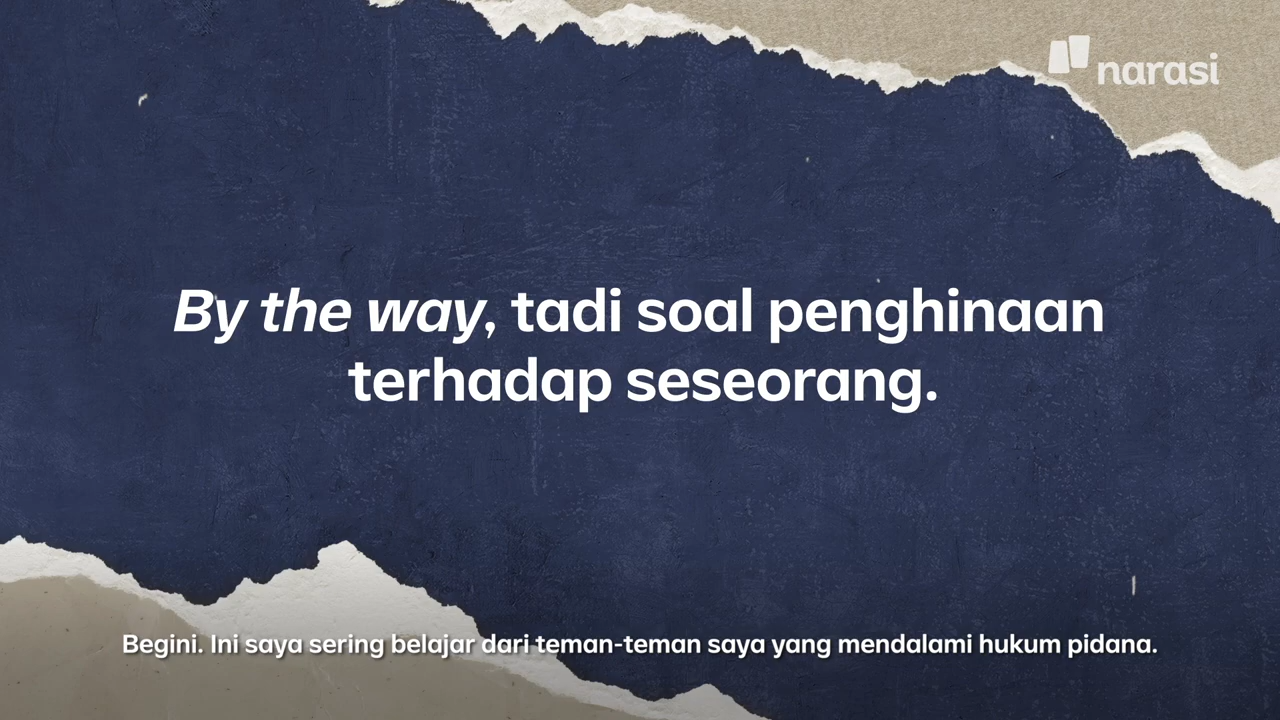 narasi
By the way, tadi soal penghinaan
terhadap seseorang.
Begini. Ini saya sering belajar dari teman-teman saya yang mendalami hukum pidana.